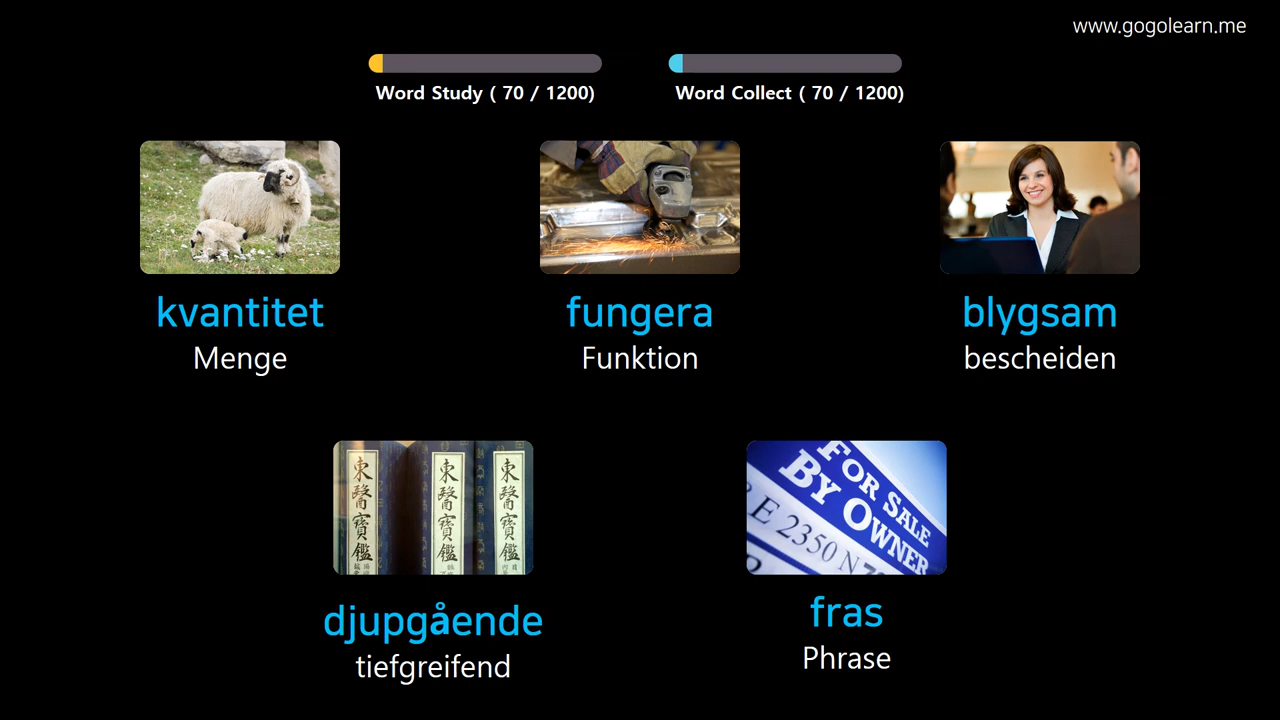 www.gogolearn.me
Word Study ( 70 / 1200)
Word Collect ( 70 / 1200)
kvantitet
Menge
fungera
Funktion
blygsam
bescheiden
東醫寶鑑
東醫寶鑑
東醫寶鑑
FOR SALE
BY OWNER
E 2350 N
djupgående
tiefgreifend
fras
Phrase